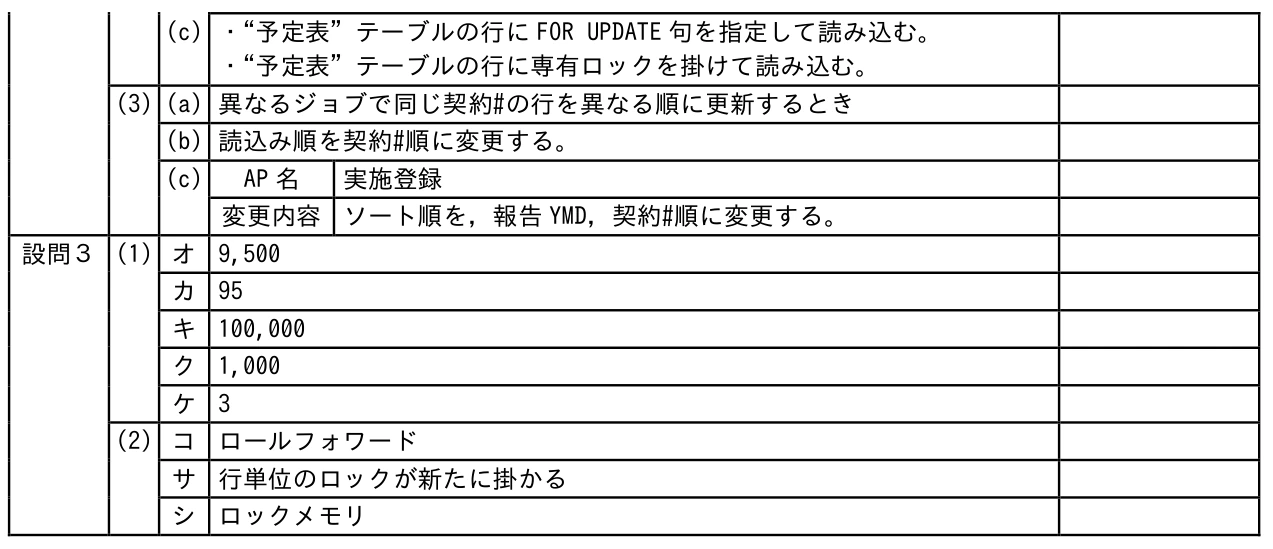 (c) ・“予定表”テーブルの行に FOR UPDATE 句を指定して読み込む。
・“予定表”テーブルの行に専有ロックを掛けて読み込む。
(3) (a) 異なるジョブで同じ契約#の行を異なる順に更新するとき
(b) 読込み順を契約#順に変更する。
(c) AP 名 実施登録
変更内容 ソート順を，報告 YMD，契約#順に変更する。
設問３ (1) オ 9,500
カ 95
キ 100,000
ク 1,000
ケ 3
(2) コ ロールフォワード
サ 行単位のロックが新たに掛かる
シ ロックメモリ